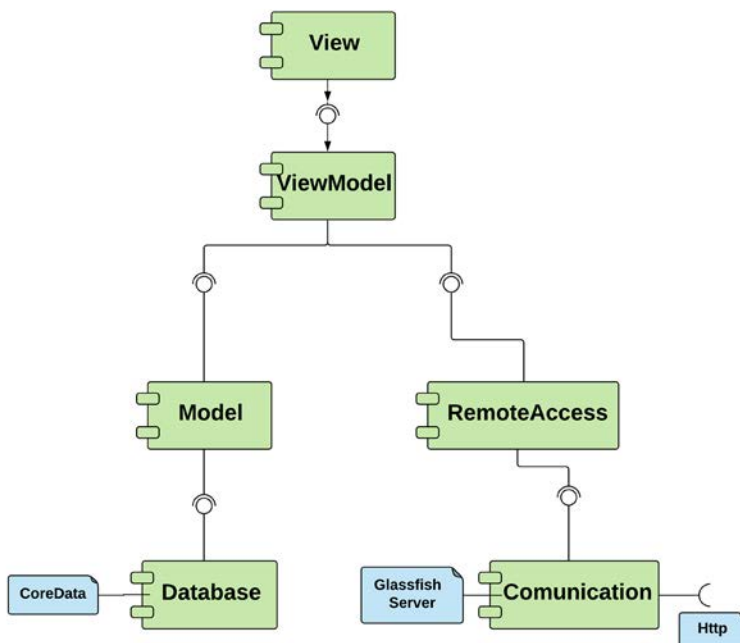 View
ViewModel
Model
RemoteAccess
CoreData
Database
Glassfish
Server
Comunication
Http